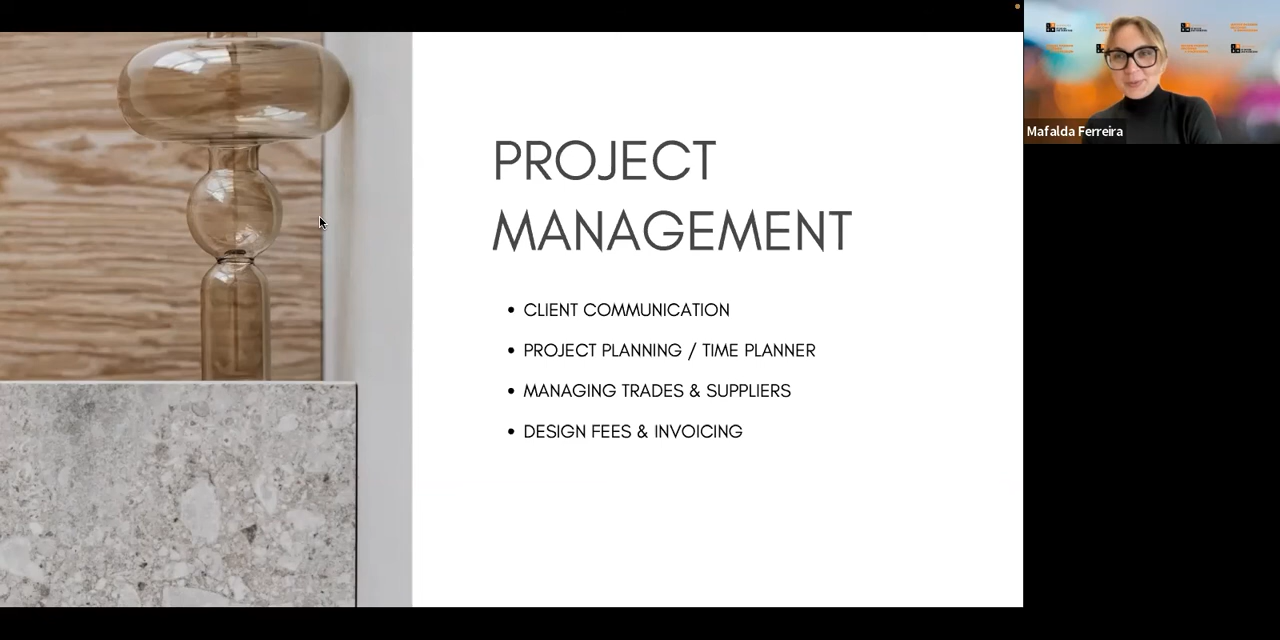 PROJECT
MANAGEMENT
• CLIENT COMMUNICATION
• PROJECT PLANNING / TIME PLANNER
• MANAGING TRADES & SUPPLIERS
• DESIGN FEES & INVOICING
Mafalda Ferreira